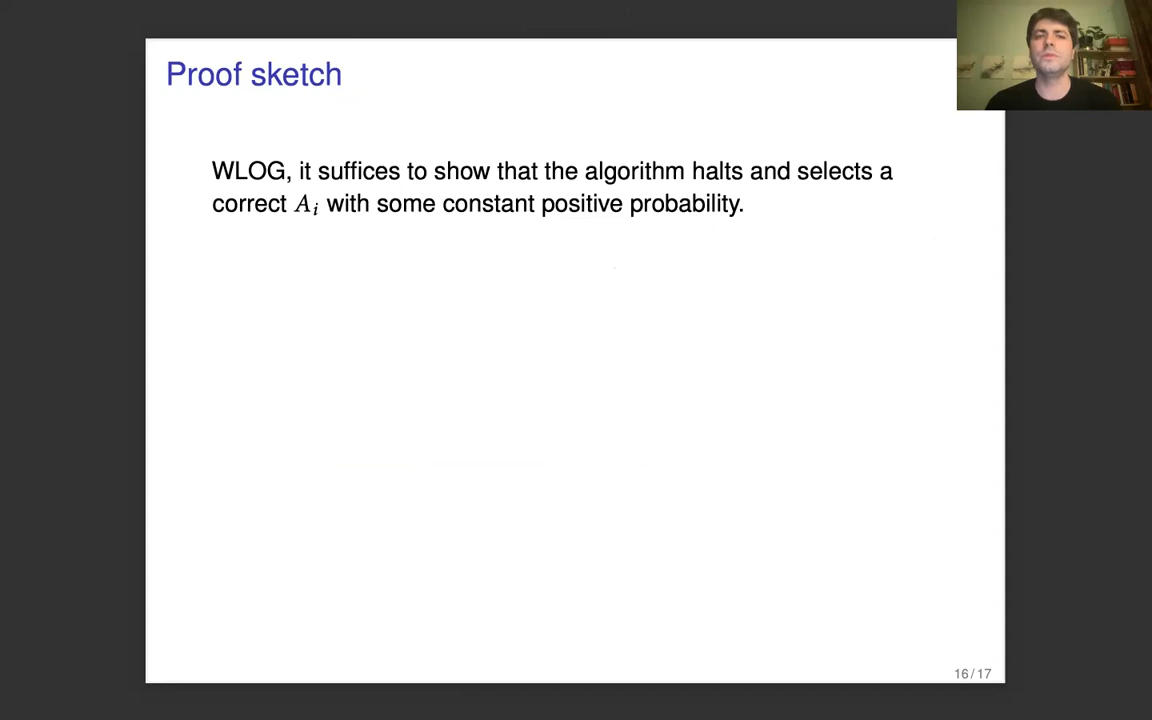 Proof sketch
WLOG, it suffices to show that the algorithm halts and selects a
correct A_i with some constant positive probability.
16/17